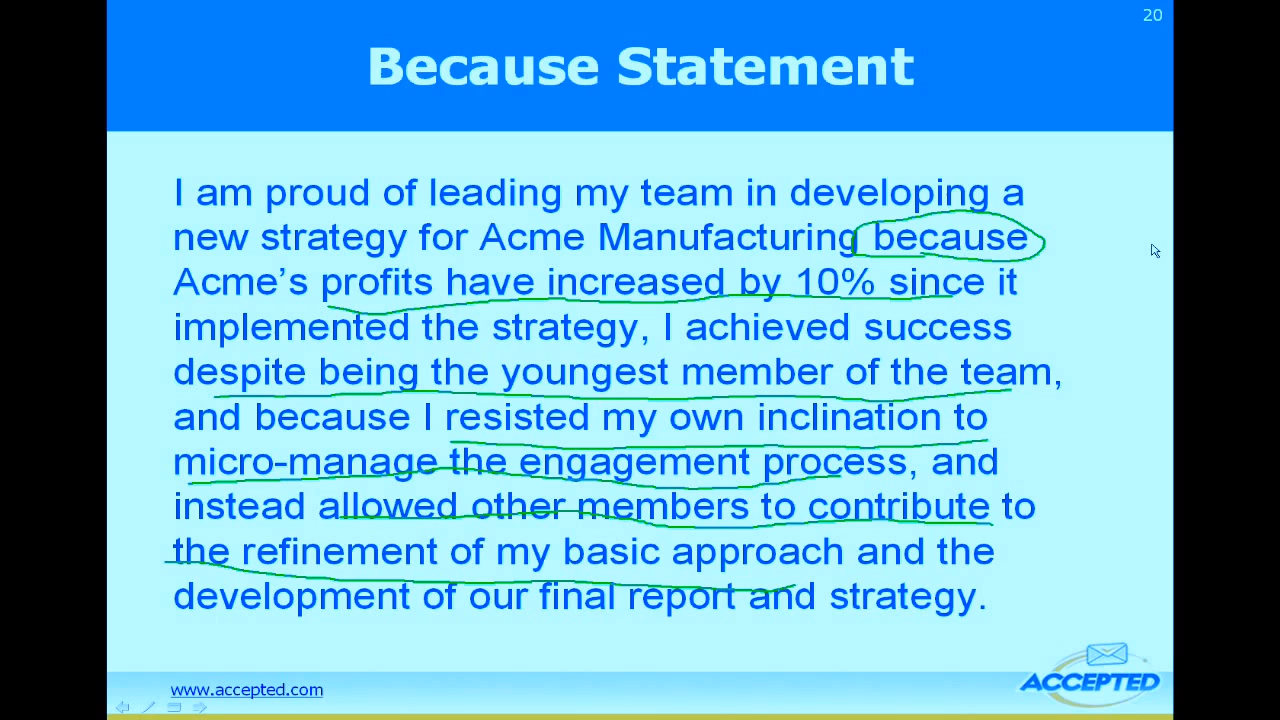 20
Because Statement
I am proud of leading my team in developing a
new strategy for Acme Manufacturing because
Acme’s profits have increased by 10% since it
implemented the strategy, I achieved success
despite being the youngest member of the team,
and because I resisted my own inclination to
micro-manage the engagement process, and
instead allowed other members to contribute to
the refinement of my basic approach and the
development of our final report and strategy.
www.accepted.com
ACCEPTED